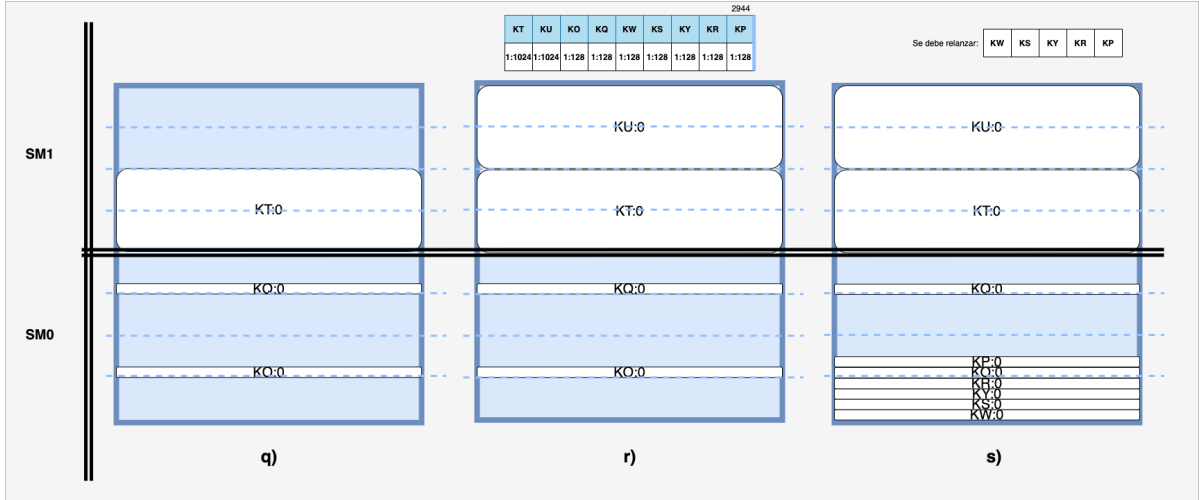 2944
KT KU KO KQ KW KS KY KR KP
1:1024 1:1024 1:128 1:128 1:128 1:128 1:128 1:128 1:128
Se debe relanzar: KW KS KY KR KP
SM1
SM0
KT:0
KQ:0
KO:0
q)
KU:0
KT:0
KQ:0
KO:0
r)
KU:0
KT:0
KQ:0
KP:0
KO:0
KR:0
KY:0
KS:0
KW:0
s)